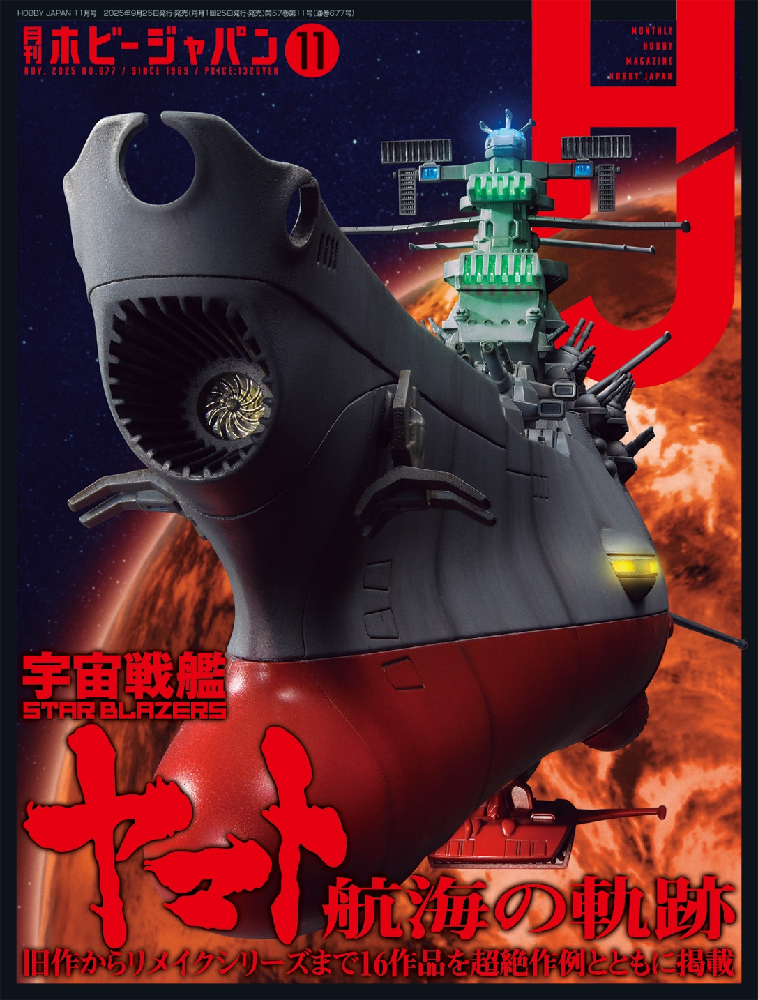 HOBBY JAPAN 11月号 2025年9月25日発行・発売(毎月1回25日発行・発売)第57巻第11号(通巻677号)
月刊ホビージャパン 11
NOV. 2025 NO.677 / SINCE 1969 / PRICE:1320YEN
HJ
MONTHLY
HOBBY
MAGAZINE
HOBBY JAPAN
宇宙戦艦
STAR BLAZERS
ヤマト
航海の軌跡
旧作からリメイクシリーズまで16作品を超絶作例とともに掲載